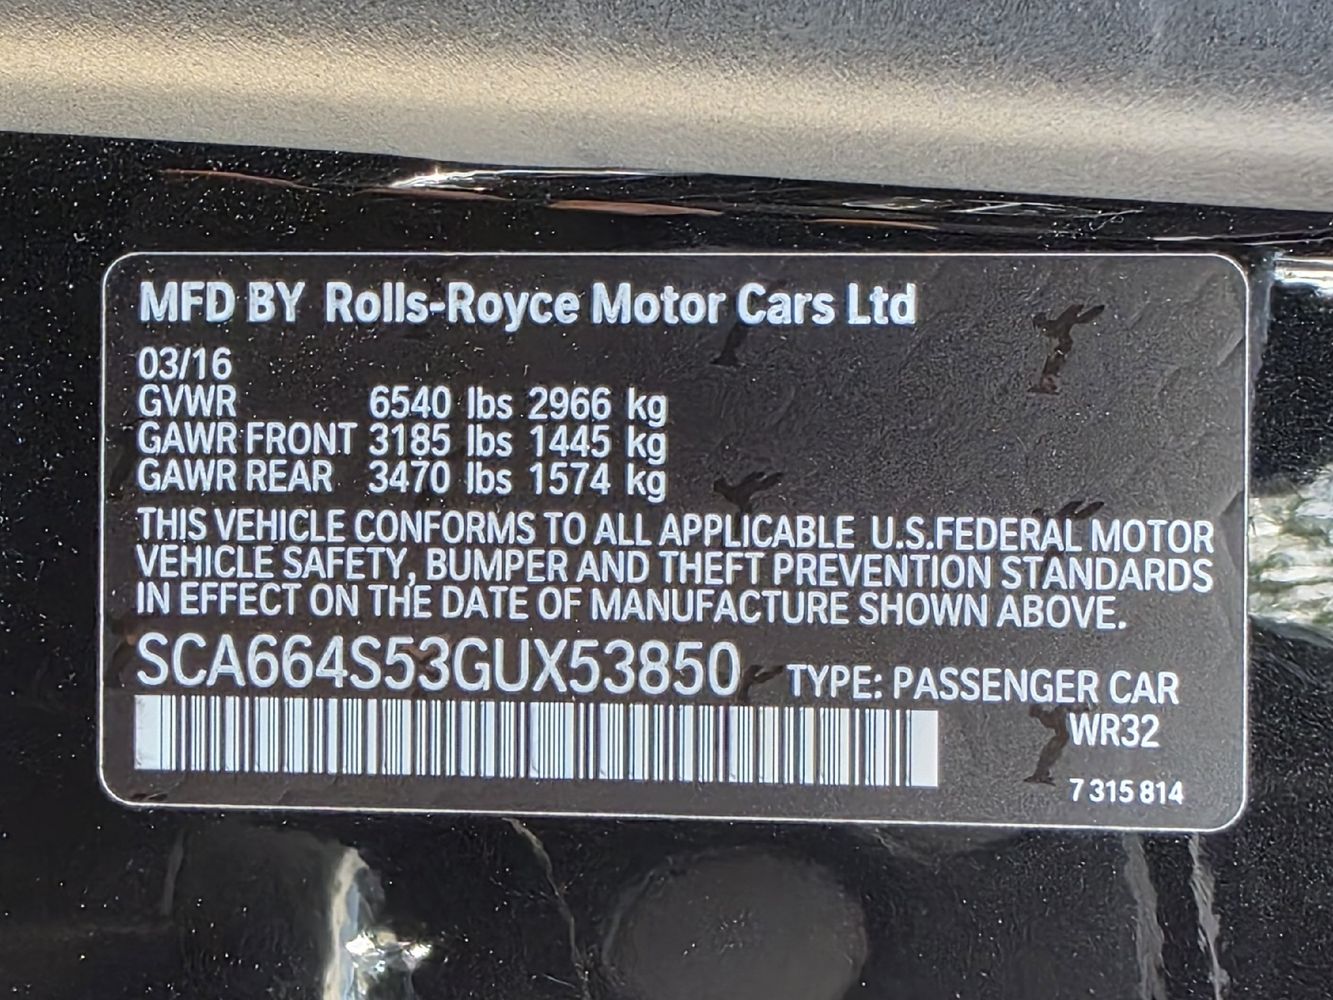 MFD BY Rolls-Royce Motor Cars Ltd
03/16
GVWR 6540 lbs 2966 kg
GAWR FRONT 3185 lbs 1445 kg
GAWR REAR 3470 lbs 1574 kg
THIS VEHICLE CONFORMS TO ALL APPLICABLE U.S.FEDERAL MOTOR
VEHICLE SAFETY, BUMPER AND THEFT PREVENTION STANDARDS
IN EFFECT ON THE DATE OF MANUFACTURE SHOWN ABOVE.
SCA664S53GUX53850 TYPE: PASSENGER CAR
WR32
7 315 814